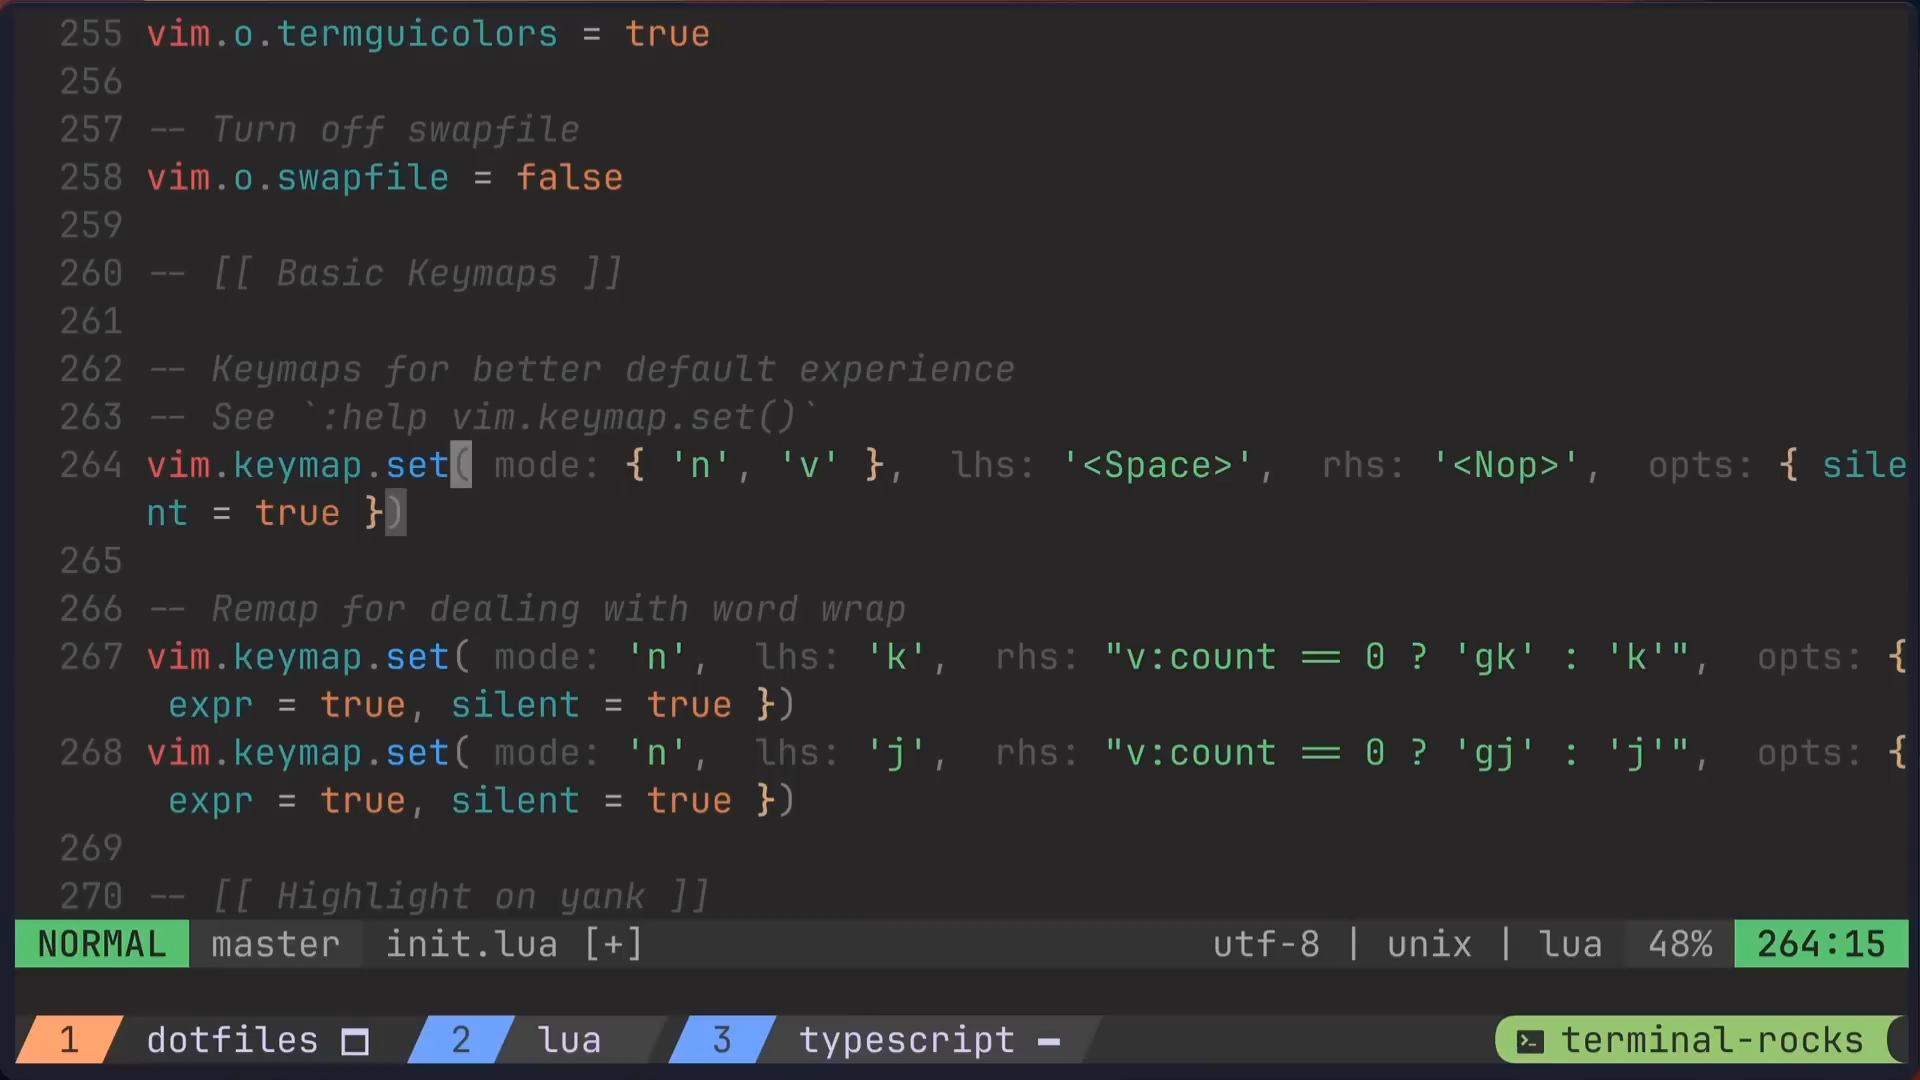 255 vim.o.termguicolors = true
256
257 -- Turn off swapfile
258 vim.o.swapfile = false
259
260 -- [[ Basic Keymaps ]]
261
262 -- Keymaps for better default experience
263 -- See `:help vim.keymap.set()`
264 vim.keymap.set( mode: { 'n', 'v' },  lhs: '<Space>',  rhs: '<Nop>',  opts: { sile
nt = true })
265
266 -- Remap for dealing with word wrap
267 vim.keymap.set( mode: 'n',  lhs: 'k',  rhs: "v:count == 0 ? 'gk' : 'k'",  opts: {
expr = true, silent = true })
268 vim.keymap.set( mode: 'n',  lhs: 'j',  rhs: "v:count == 0 ? 'gj' : 'j'",  opts: {
expr = true, silent = true })
269
270 -- [[ Highlight on yank ]]
NORMAL master init.lua [+] utf-8 | unix | lua 48% 264:15
1 dotfiles 2 lua 3 typescript terminal-rocks